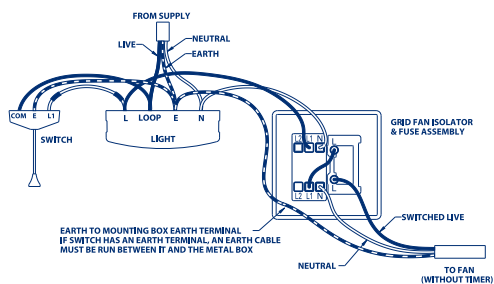 FROM SUPPLY
LIVE
NEUTRAL
EARTH
COM E L1
SWITCH
L LOOP E N
LIGHT
GRID FAN ISOLATOR
& FUSE ASSEMBLY
L2 L1 N L
L2 L1 N L
SWITCHED LIVE
EARTH TO MOUNTING BOX EARTH TERMINAL
IF SWITCH HAS AN EARTH TERMINAL, AN EARTH CABLE
MUST BE RUN BETWEEN IT AND THE METAL BOX
NEUTRAL
TO FAN
(WITHOUT TIMER)